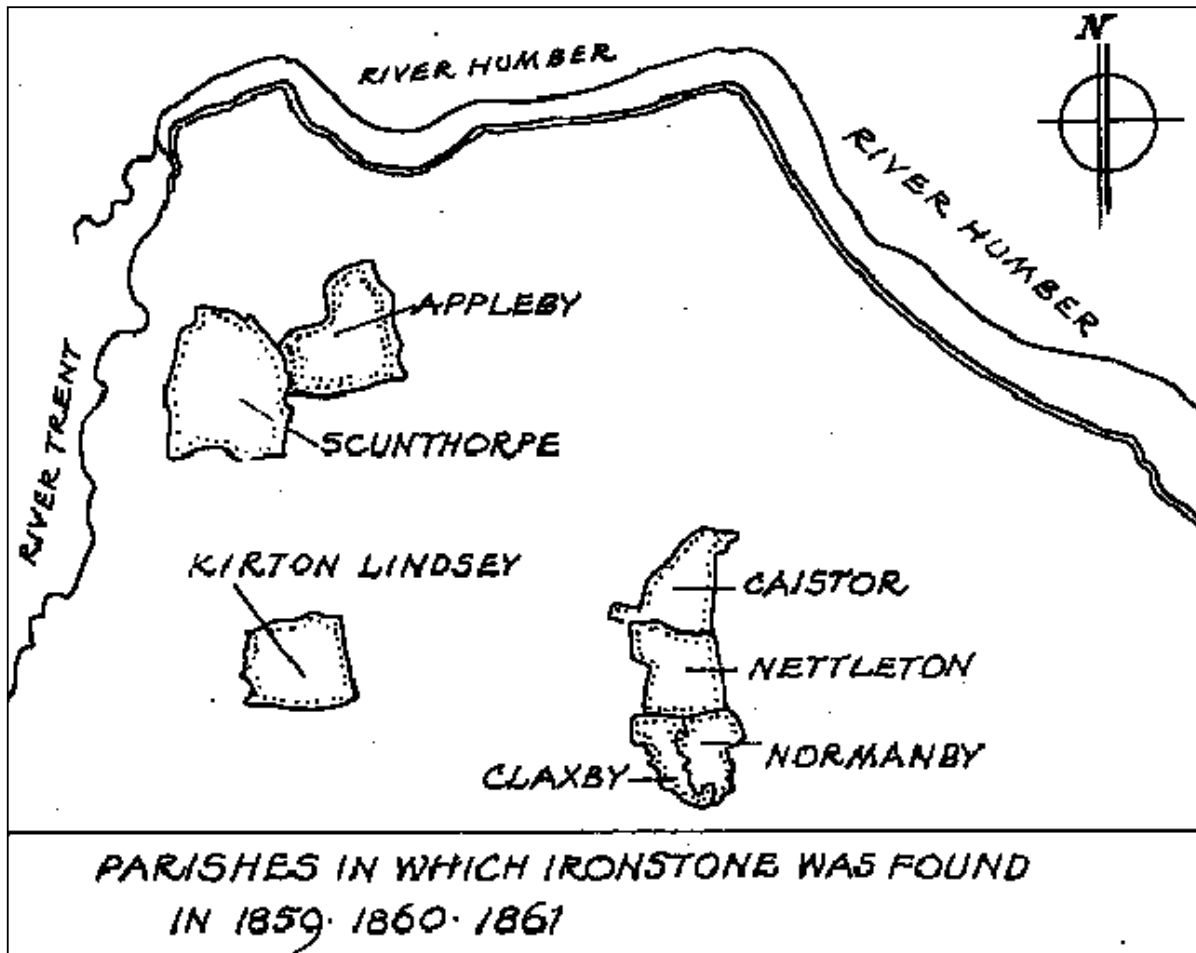 N
RIVER HUMBER
RIVER HUMBER
APPLEBY
RIVER TRENT
SCUNTHORPE
KIRTON LINDSEY
CAISTOR
NETTLETON
NORMANBY
CLAXBY
PARISHES IN WHICH IRONSTONE WAS FOUND
IN 1859· 1860· 1861